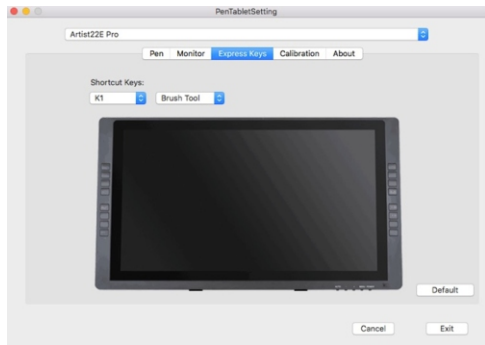 PenTabletSetting
Artist22E Pro
Pen Monitor Express Keys Calibration About
Shortcut Keys:
K1 Brush Tool
Default
Cancel Exit